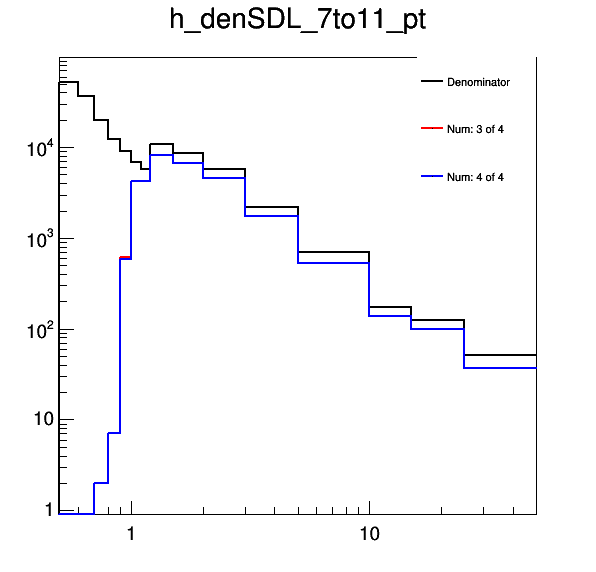 h_denSDL_7to11_pt
Denominator
Num: 3 of 4
Num: 4 of 4
10^4
10^3
10^2
10
1
1 10